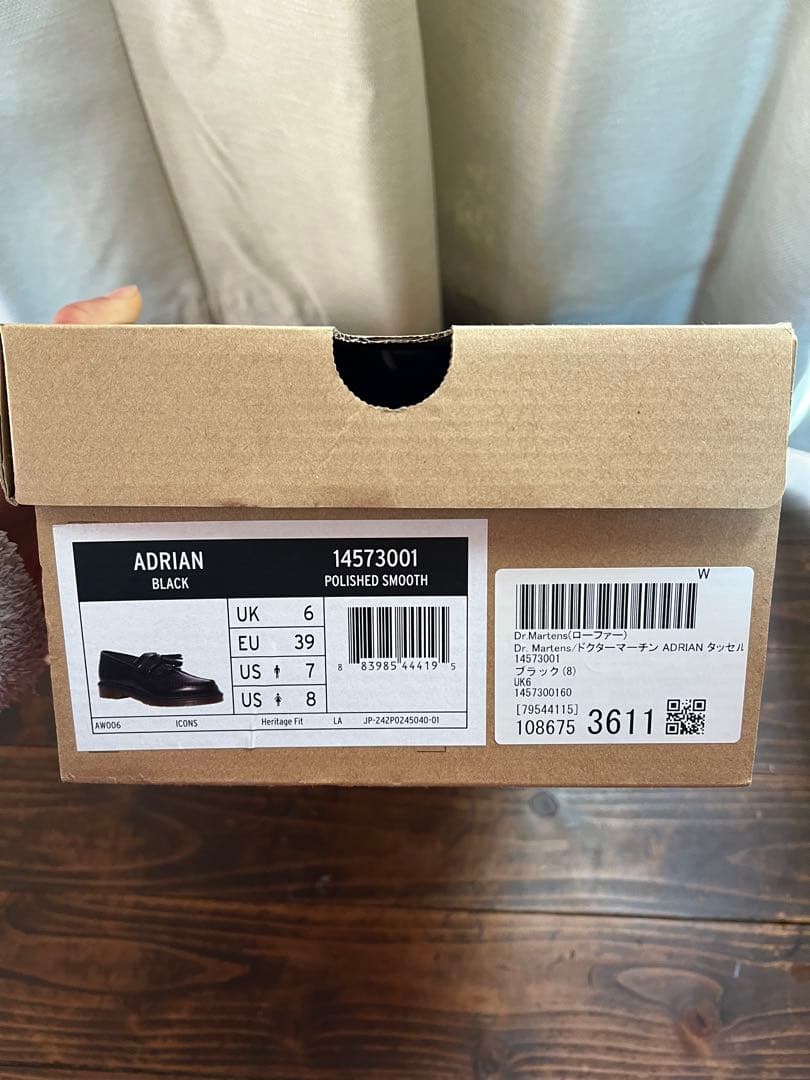 ADRIAN
BLACK
14573001
POLISHED SMOOTH
UK 6
EU 39
US 7
US 8
8 83985 44419 5
AW006 ICONS Heritage Fit LA JP-242P0245040-01
W
Dr.Martens(ローファー)
Dr. Martens/ドクターマーチン ADRIAN タッセル
14573001
ブラック(8)
UK6
1457300160
[79544115]
108675 3611